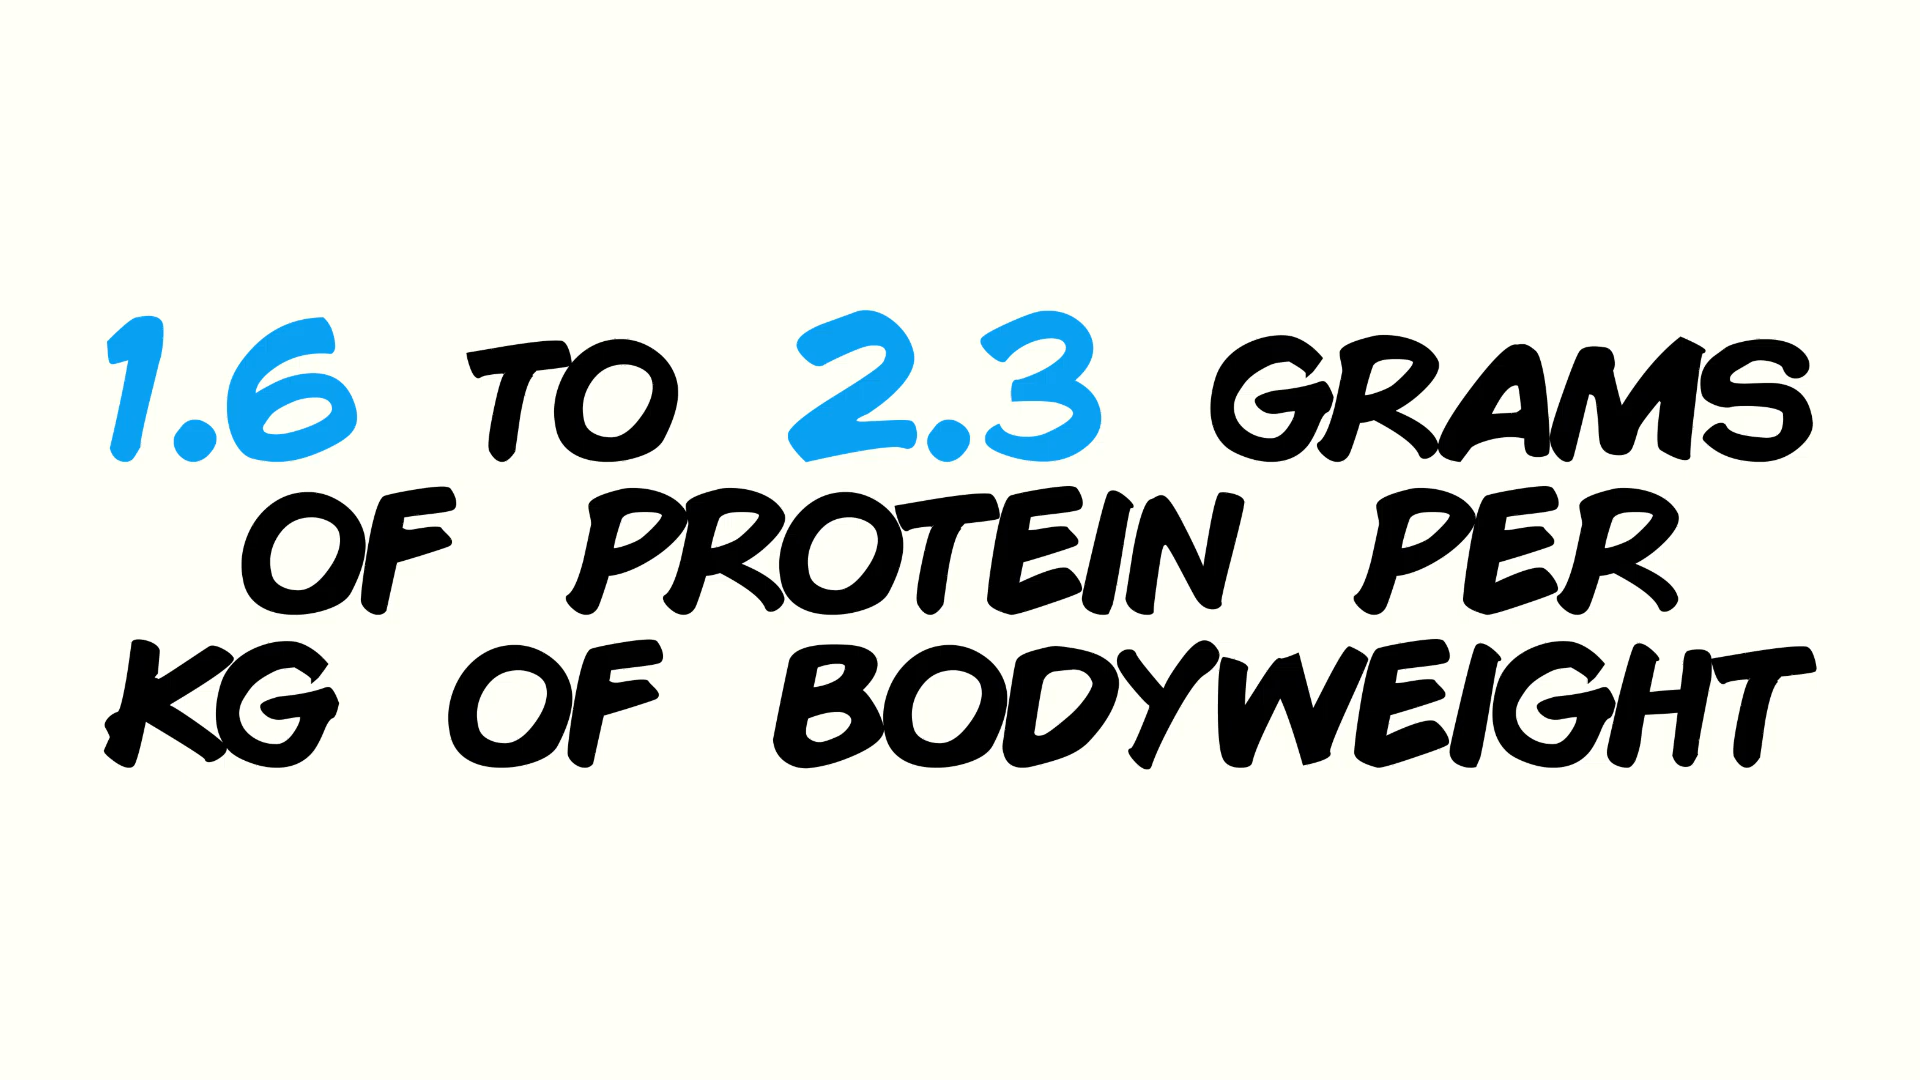 1.6 TO 2.3 GRAMS
OF PROTEIN PER
KG OF BODYWEIGHT